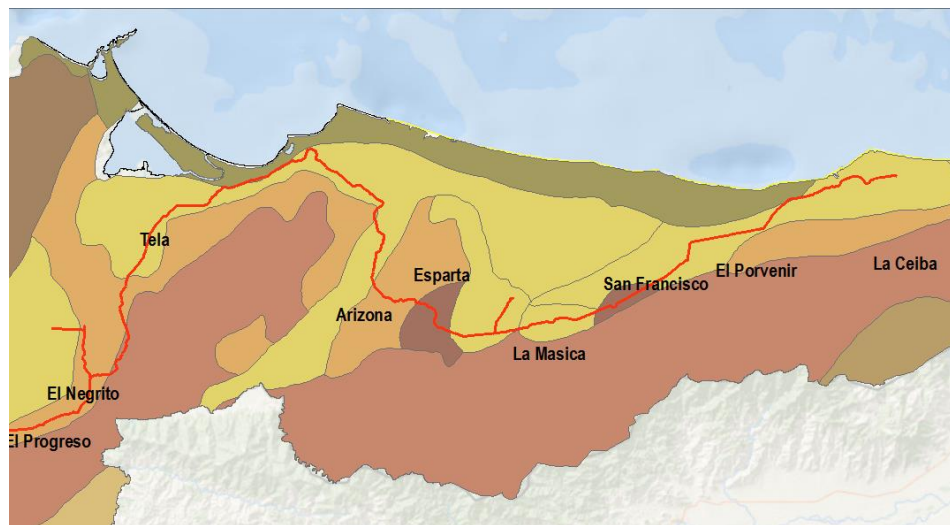 Tela
Esparta
Arizona
San Francisco
El Porvenir
La Ceiba
La Masica
El Negrito
El Progreso